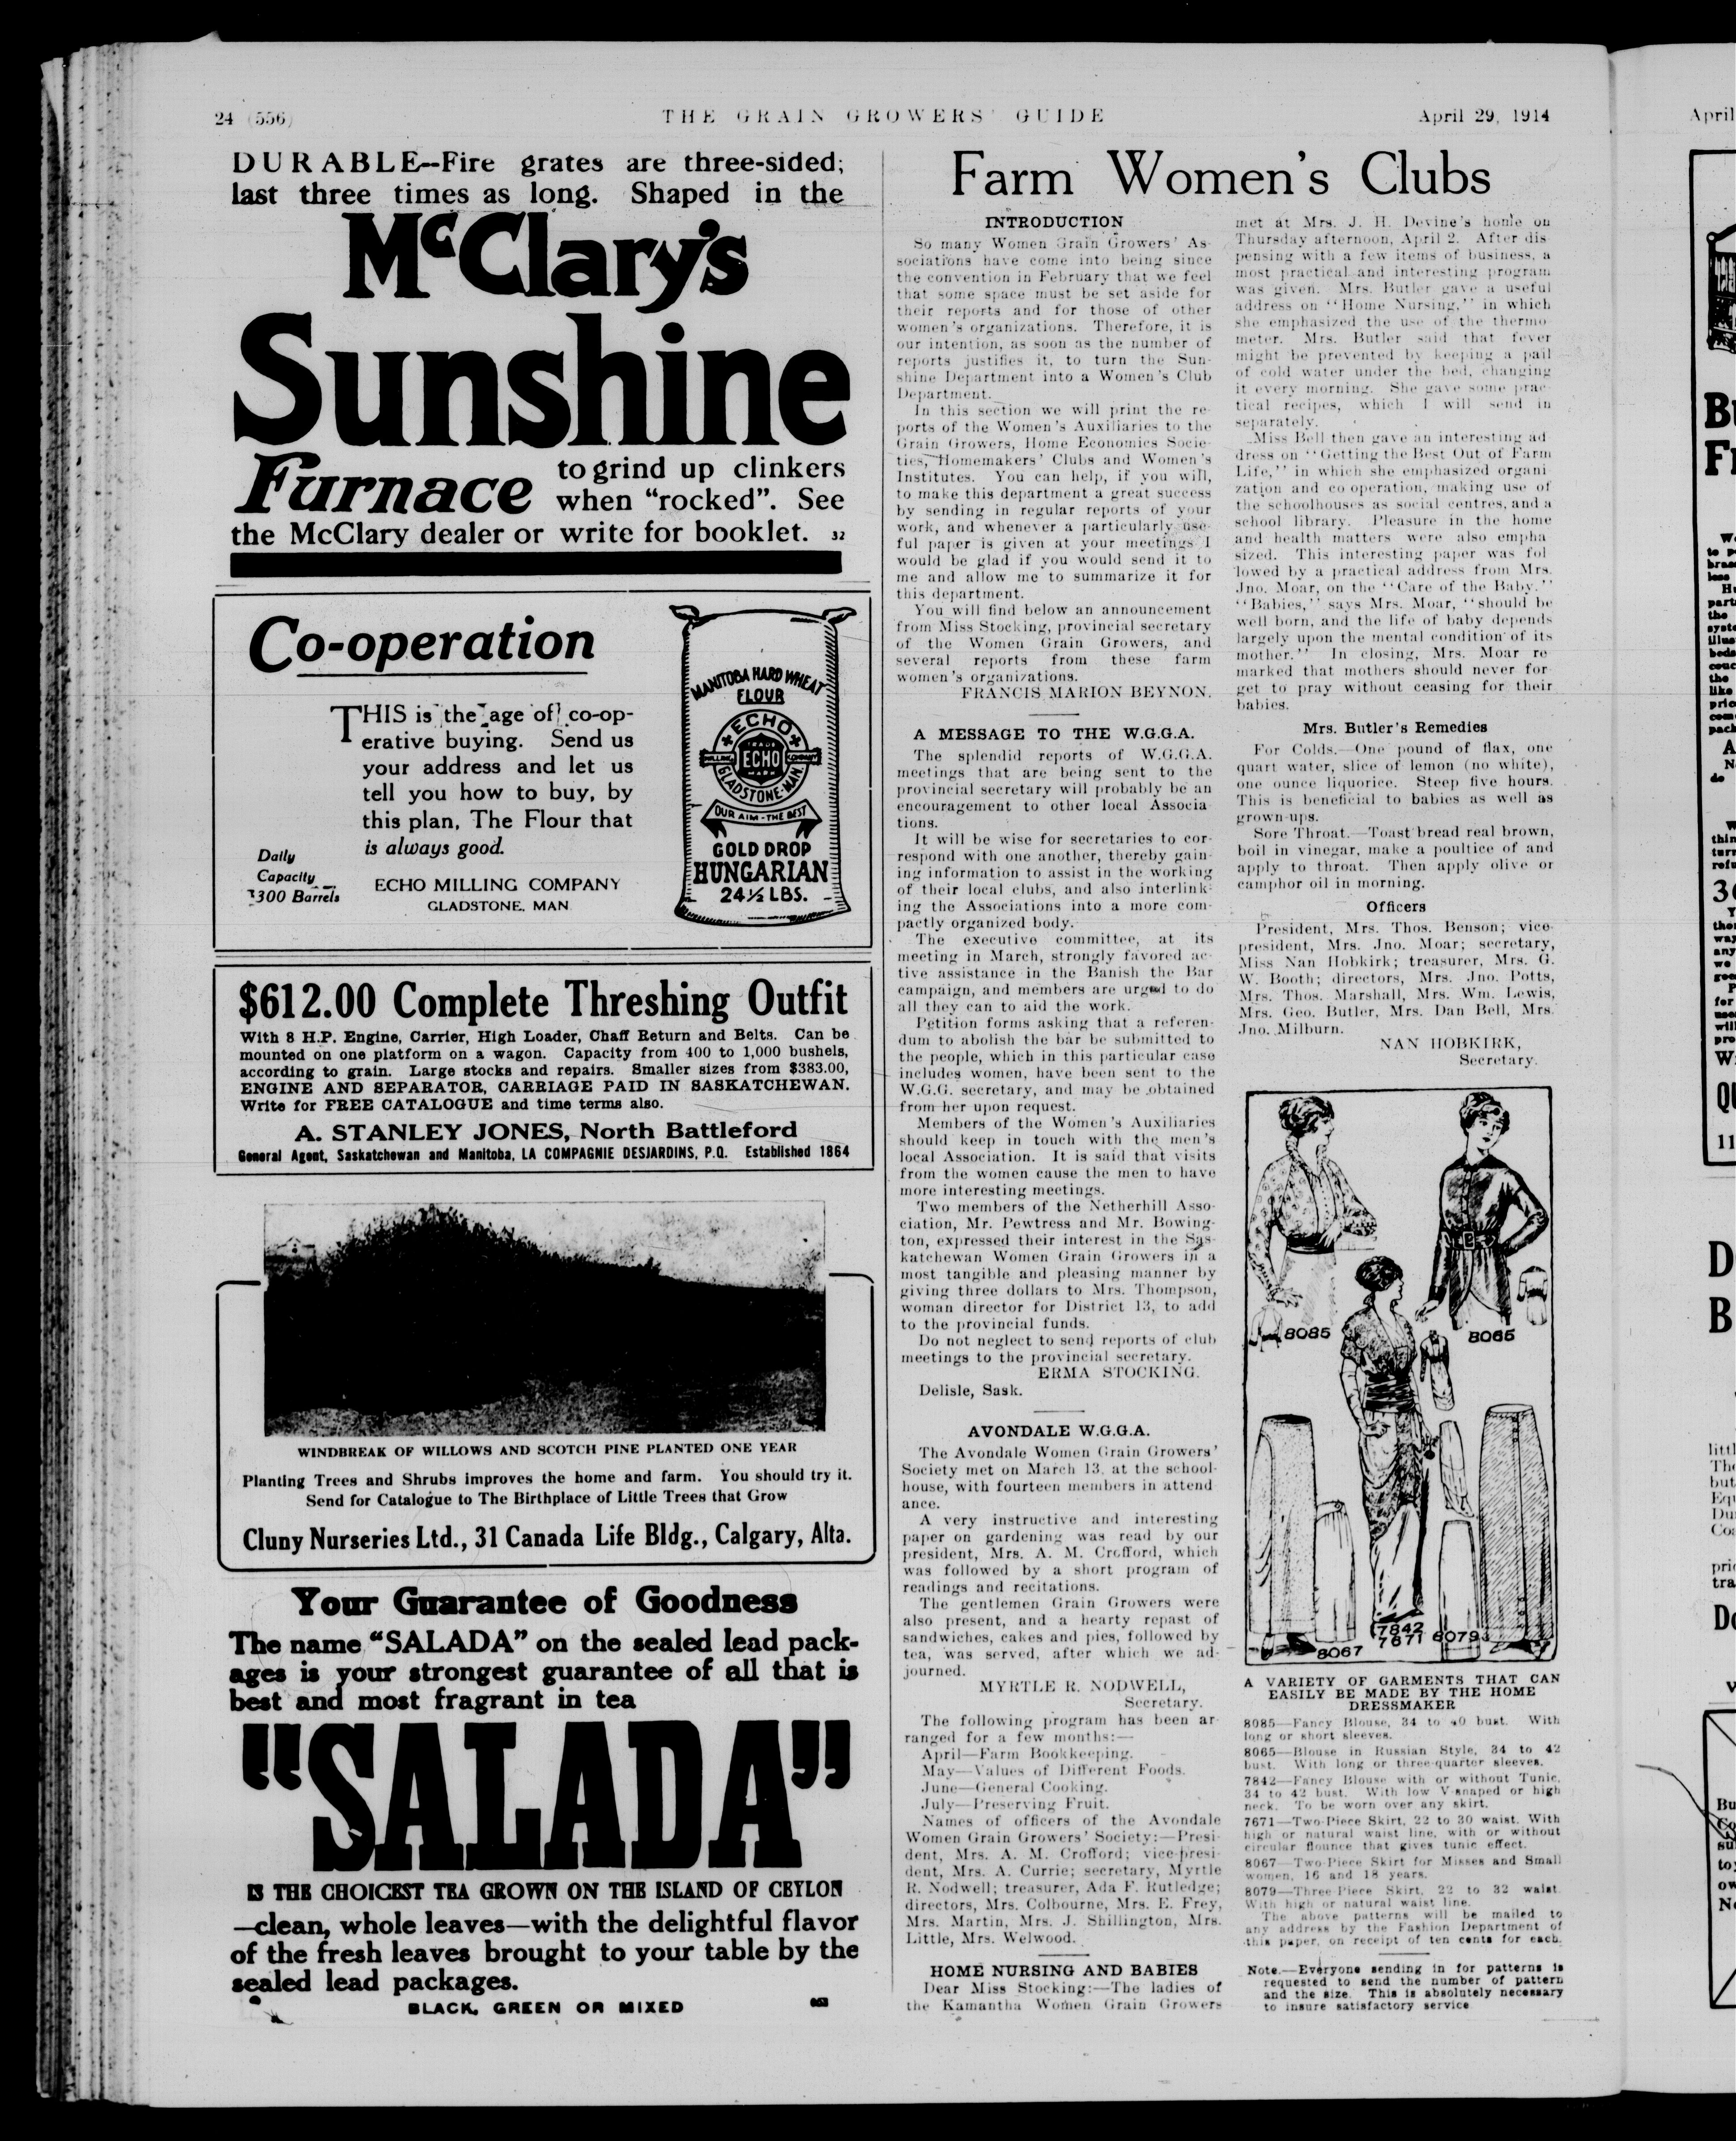 24 (556)
THE GRAIN GROWERS' GUIDE
April 29, 1914
DURABLE--Fire grates are three-sided;
last three times as long. Shaped in the
McClary's
Sunshine
Furnace
to grind up clinkers
when "rocked". See
the McClary dealer or write for booklet. 32
Co-operation
THIS is the age of co-op-
erative buying. Send us
your address and let us
tell you how to buy, by
this plan, The Flour that
is always good.
Daily
Capacity
300 Barrels
ECHO MILLING COMPANY
GLADSTONE, MAN
MANITOBA HARD WHEAT
FLOUR
ECHO
TRADE
ECHO
MARK
MILLING COMPANY
GLADSTONE, MAN.
OUR AIM - THE BEST
GOLD DROP
HUNGARIAN
24½ LBS.
$612.00 Complete Threshing Outfit
With 8 H.P. Engine, Carrier, High Loader, Chaff Return and Belts. Can be
mounted on one platform on a wagon. Capacity from 400 to 1,000 bushels,
according to grain. Large stocks and repairs. Smaller sizes from $383.00,
ENGINE AND SEPARATOR, CARRIAGE PAID IN SASKATCHEWAN.
Write for FREE CATALOGUE and time terms also.
A. STANLEY JONES, North Battleford
General Agent, Saskatchewan and Manitoba, LA COMPAGNIE DESJARDINS, P.Q. Established 1864
WINDBREAK OF WILLOWS AND SCOTCH PINE PLANTED ONE YEAR
Planting Trees and Shrubs improves the home and farm. You should try it.
Send for Catalogue to The Birthplace of Little Trees that Grow
Cluny Nurseries Ltd., 31 Canada Life Bldg., Calgary, Alta.
Your Guarantee of Goodness
The name "SALADA" on the sealed lead pack-
ages is your strongest guarantee of all that is
best and most fragrant in tea
"SALADA"
IS THE CHOICEST TEA GROWN ON THE ISLAND OF CEYLON
—clean, whole leaves—with the delightful flavor
of the fresh leaves brought to your table by the
sealed lead packages.
BLACK, GREEN OR MIXED
Farm Women's Clubs
INTRODUCTION
So many Women Grain Growers' As-
sociations have come into being since
the convention in February that we feel
that some space must be set aside for
their reports and for those of other
women's organizations. Therefore, it is
our intention, as soon as the number of
reports justifies it, to turn the Sun-
shine Department into a Women's Club
Department.
In this section we will print the re-
ports of the Women's Auxiliaries to the
Grain Growers, Home Economics Socie-
ties, Homemakers' Clubs and Women's
Institutes. You can help, if you will,
to make this department a great success
by sending in regular reports of your
work, and whenever a particularly use-
ful paper is given at your meetings I
would be glad if you would send it to
me and allow me to summarize it for
this department.
You will find below an announcement
from Miss Stocking, provincial secretary
of the Women Grain Growers, and
several reports from these farm
women's organizations.
FRANCIS MARION BEYNON.
A MESSAGE TO THE W.G.G.A.
The splendid reports of W.G.G.A.
meetings that are being sent to the
provincial secretary will probably be an
encouragement to other local Associa-
tions.
It will be wise for secretaries to cor-
respond with one another, thereby gain-
ing information to assist in the working
of their local clubs, and also interlink-
ing the Associations into a more com-
pactly organized body.
The executive committee, at its
meeting in March, strongly favored ac-
tive assistance in the Banish the Bar
campaign, and members are urged to do
all they can to aid the work.
Petition forms asking that a referen-
dum to abolish the bar be submitted to
the people, which in this particular case
includes women, have been sent to the
W.G.G. secretary, and may be obtained
from her upon request.
Members of the Women's Auxiliaries
should keep in touch with the men's
local Association. It is said that visits
from the women cause the men to have
more interesting meetings.
Two members of the Netherhill Asso-
ciation, Mr. Pewtress and Mr. Bowing-
ton, expressed their interest in the Sas-
katchewan Women Grain Growers in a
most tangible and pleasing manner by
giving three dollars to Mrs. Thompson,
woman director for District 13, to add
to the provincial funds.
Do not neglect to send reports of club
meetings to the provincial secretary.
ERMA STOCKING.
Delisle, Sask.
AVONDALE W.G.G.A.
The Avondale Women Grain Growers'
Society met on March 13, at the school-
house, with fourteen members in attend-
ance.
A very instructive and interesting
paper on gardening was read by our
president, Mrs. A. M. Crofford, which
was followed by a short program of
readings and recitations.
The gentlemen Grain Growers were
also present, and a hearty repast of
sandwiches, cakes and pies, followed by
tea, was served, after which we ad-
journed.
MYRTLE R. NODWELL,
Secretary.
The following program has been ar-
ranged for a few months:—
April—Farm Bookkeeping.
May—Values of Different Foods.
June—General Cooking.
July—Preserving Fruit.
Names of officers of the Avondale
Women Grain Growers' Society:—Presi-
dent, Mrs. A. M. Crofford; vice-presi-
dent, Mrs. A. Currie; secretary, Myrtle
R. Nodwell; treasurer, Ada F. Rutledge;
directors, Mrs. Colbourne, Mrs. E. Frey,
Mrs. Martin, Mrs. J. Shillington, Mrs.
Little, Mrs. Welwood.
HOME NURSING AND BABIES
Dear Miss Stocking:—The ladies of
the Kamantha Women Grain Growers
met at Mrs. J. H. Devine's home on
Thursday afternoon, April 2. After dis-
pensing with a few items of business, a
most practical and interesting program
was given. Mrs. Butler gave a useful
address on "Home Nursing," in which
she emphasized the use of the thermo-
meter. Mrs. Butler said that fever
might be prevented by keeping a pail
of cold water under the bed, changing
it every morning. She gave some prac-
tical recipes, which I will send in
separately.
Miss Bell then gave an interesting ad-
dress on "Getting the Best Out of Farm
Life," in which she emphasized organi-
zation and co-operation, making use of
the schoolhouses as social centres, and a
school library. Pleasure in the home
and health matters were also empha-
sized. This interesting paper was fol-
lowed by a practical address from Mrs.
Jno. Moar, on the "Care of the Baby."
"Babies," says Mrs. Moar, "should be
well born, and the life of baby depends
largely upon the mental condition of its
mother." In closing, Mrs. Moar re-
marked that mothers should never for-
get to pray without ceasing for their
babies.
Mrs. Butler's Remedies
For Colds.—One pound of flax, one
quart water, slice of lemon (no white),
one ounce liquorice. Steep five hours.
This is beneficial to babies as well as
grown-ups.
Sore Throat.—Toast bread real brown,
boil in vinegar, make a poultice of and
apply to throat. Then apply olive or
camphor oil in morning.
Officers
President, Mrs. Thos. Benson; vice-
president, Mrs. Jno. Moar; secretary,
Miss Nan Hobkirk; treasurer, Mrs. G.
W. Booth; directors, Mrs. Jno. Potts,
Mrs. Thos. Marshall, Mrs. Wm. Lewis,
Mrs. Geo. Butler, Mrs. Dan Bell, Mrs.
Jno. Milburn.
NAN HOBKIRK,
Secretary.
8085
8065
8067
7842
7671
8079
A VARIETY OF GARMENTS THAT CAN
EASILY BE MADE BY THE HOME
DRESSMAKER
8085—Fancy Blouse, 34 to 40 bust. With
long or short sleeves.
8065—Blouse in Russian Style, 34 to 42
bust. With long or three-quarter sleeves.
7842—Fancy Blouse with or without Tunic,
34 to 42 bust. With low V-shaped or high
neck. To be worn over any skirt.
7671—Two-Piece Skirt, 22 to 30 waist. With
high or natural waist line, with or without
circular flounce that gives tunic effect.
8067—Two-Piece Skirt for Misses and Small
women, 16 and 18 years.
8079—Three-Piece Skirt, 22 to 32 waist.
With high or natural waist line.
The above patterns will be mailed to
any address by the Fashion Department of
this paper, on receipt of ten cents for each.
Note.—Everyone sending in for patterns is
requested to send the number of pattern
and the size. This is absolutely necessary
to insure satisfactory service
April